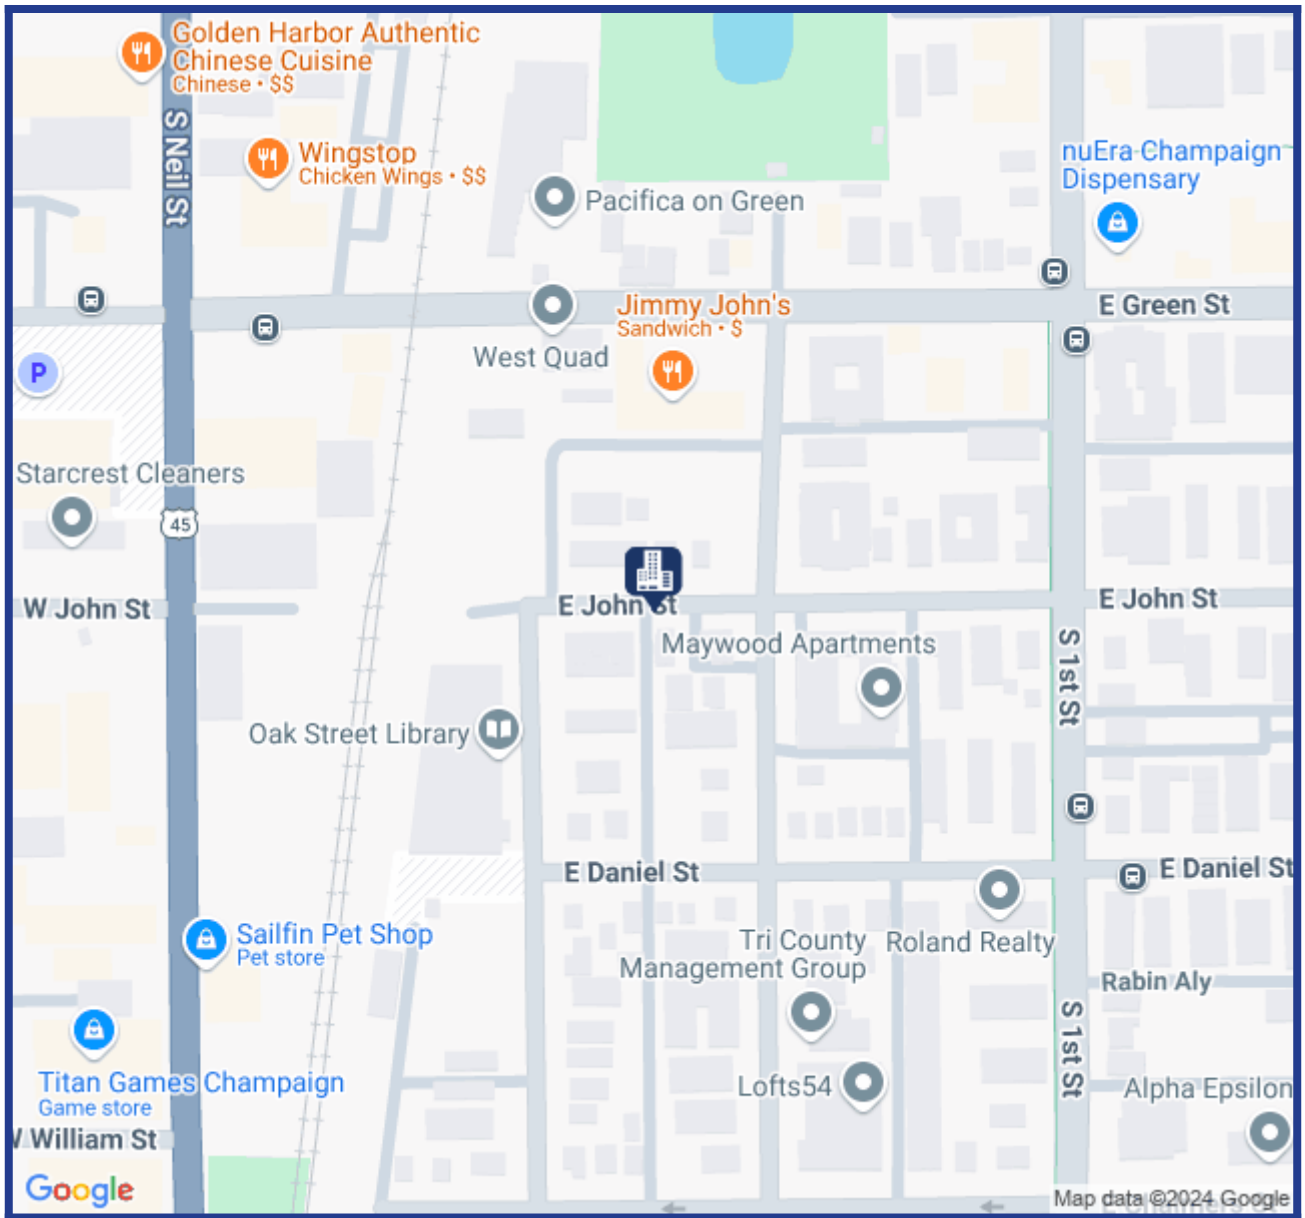 Golden Harbor Authentic
Chinese Cuisine
Chinese • $$
S Neil St
Wingstop
Chicken Wings • $$
nuEra Champaign
Dispensary
Pacifica on Green
Jimmy John's
Sandwich • $
E Green St
West Quad
P
Starcrest Cleaners
45
W John St
E John St
E John St
Maywood Apartments
S 1st St
Oak Street Library
E Daniel St
E Daniel St
Sailfin Pet Shop
Pet store
Tri County
Management Group
Roland Realty
Rabin Aly
S 1st St
Titan Games Champaign
Game store
Lofts54
Alpha Epsilon
W William St
Google
Map data ©2024 Google